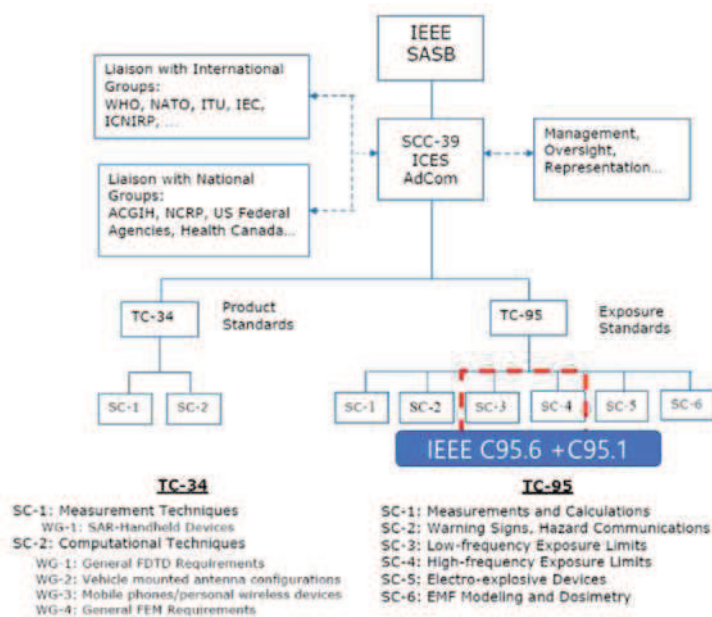 IEEE
SASB
Liaison with International
Groups:
WHO, NATO, ITU, IEC,
ICNIRP, ...
SCC-39
ICES
AdCom
Management,
Oversight,
Representation...
Liaison with National
Groups:
ACGIH, NCRP, US Federal
Agencies, Health Canada...
TC-34
Product
Standards
TC-95
Exposure
Standards
SC-1
SC-2
SC-1
SC-2
SC-3
SC-4
SC-5
SC-6
IEEE C95.6 +C95.1
TC-34
SC-1: Measurement Techniques
WG-1: SAR-Handheld Devices
SC-2: Computational Techniques
WG-1: General FDTD Requirements
WG-2: Vehicle mounted antenna configurations
WG-3: Mobile phones/personal wireless devices
WG-4: General FEM Requirements
TC-95
SC-1: Measurements and Calculations
SC-2: Warning Signs, Hazard Communications
SC-3: Low-frequency Exposure Limits
SC-4: High-frequency Exposure Limits
SC-5: Electro-explosive Devices
SC-6: EMF Modeling and Dosimetry